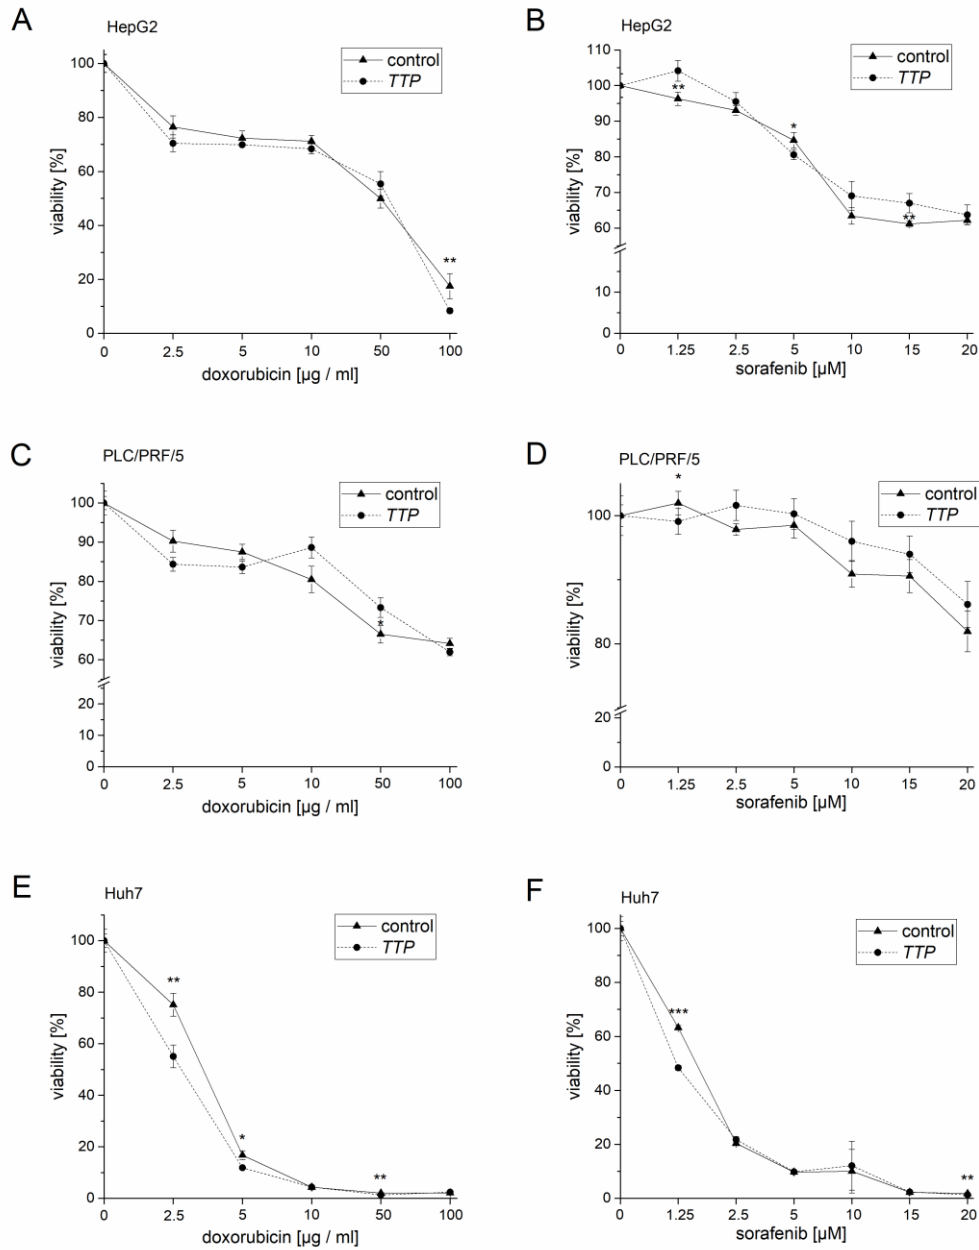 A
HepG2
control
TTP
viability [%]
100
80
60
40
20
0
**
0 2.5 5 10 50 100
doxorubicin [µg / ml]
B
HepG2
control
TTP
viability [%]
110
100
90
80
70
60
10
0
**
*
**
0 1.25 2.5 5 10 15 20
sorafenib [µM]
C
PLC/PRF/5
control
TTP
viability [%]
100
90
80
70
60
20
10
0
*
0 2.5 5 10 50 100
doxorubicin [µg / ml]
D
PLC/PRF/5
control
TTP
viability [%]
100
80
20
0
*
0 1.25 2.5 5 10 15 20
sorafenib [µM]
E
Huh7
control
TTP
viability [%]
100
80
60
40
20
0
**
*
**
0 2.5 5 10 50 100
doxorubicin [µg / ml]
F
Huh7
control
TTP
viability [%]
100
80
60
40
20
0
***
**
0 1.25 2.5 5 10 15 20
sorafenib [µM]